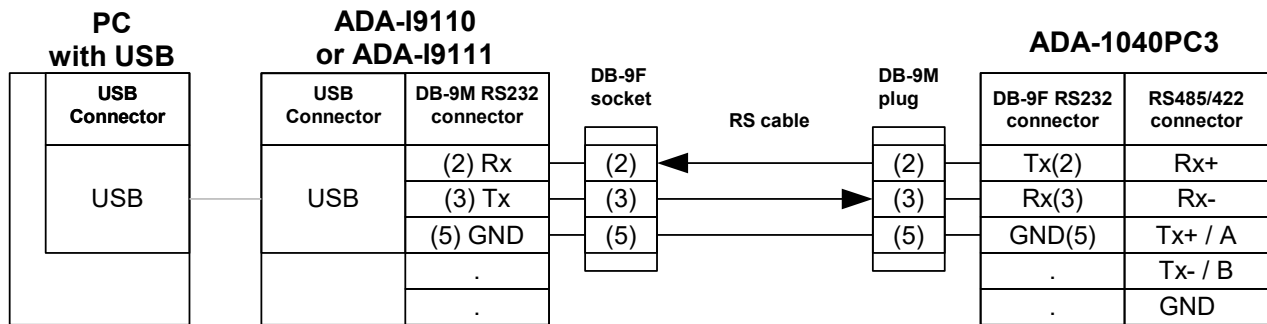 PC
with USB
ADA-I9110
or ADA-I9111
ADA-1040PC3
USB
Connector
USB
Connector
DB-9M RS232
connector
DB-9F
socket
RS cable
DB-9M
plug
DB-9F RS232
connector
RS485/422
connector
USB
USB
(2) Rx
(2)
(2)
Tx(2)
Rx+
(3) Tx
(3)
(3)
Rx(3)
Rx-
(5) GND
(5)
(5)
GND(5)
Tx+ / A
.
.
Tx- / B
.
.
GND